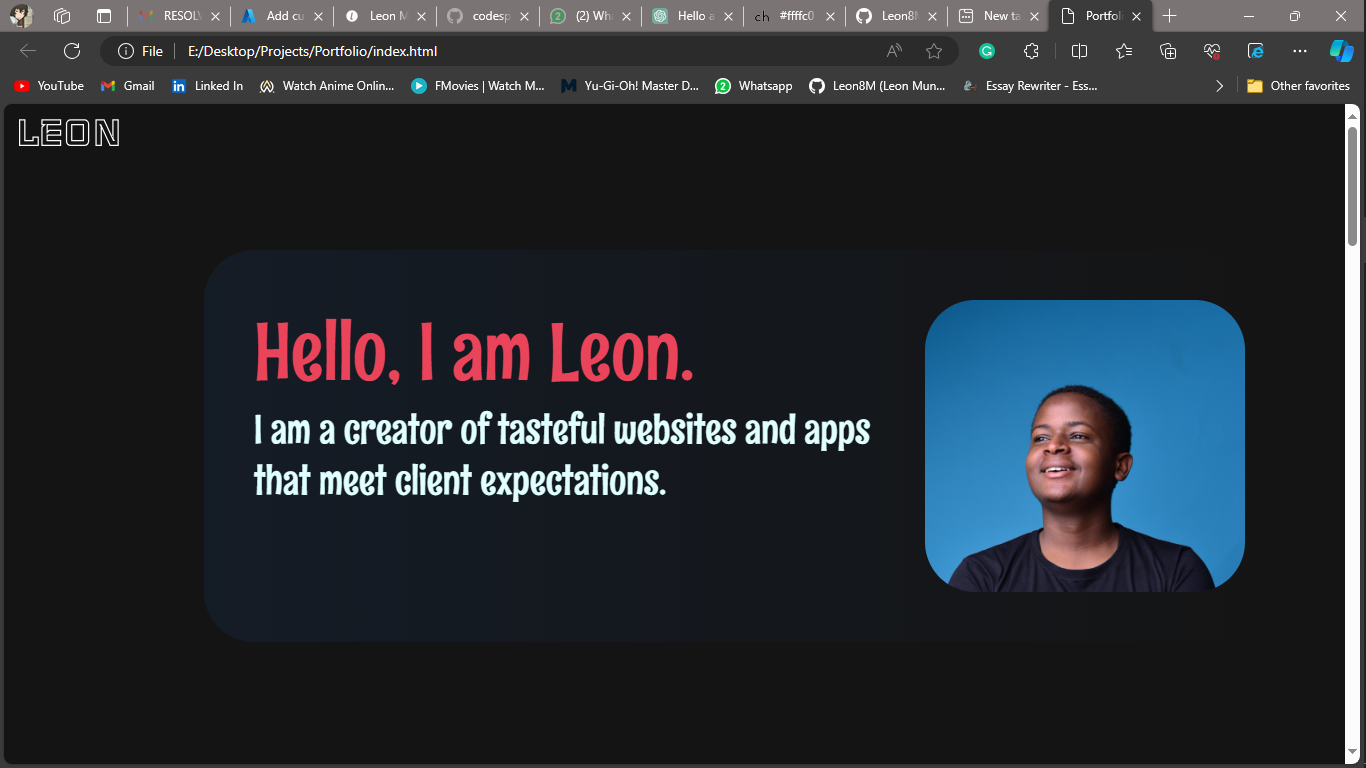 RESOLV
Add cu
Leon M
codesp
(2) Wha
Hello a
ch
#ffffc0
Leon8M
New ta
Portfoli
File
E:/Desktop/Projects/Portfolio/index.html
YouTube
Gmail
Linked In
Watch Anime Onlin...
FMovies | Watch M...
Yu-Gi-Oh! Master D...
2
Whatsapp
Leon8M (Leon Mun...
Essay Rewriter - Ess...
Other favorites
LEON
Hello, I am Leon.
I am a creator of tasteful websites and apps
that meet client expectations.